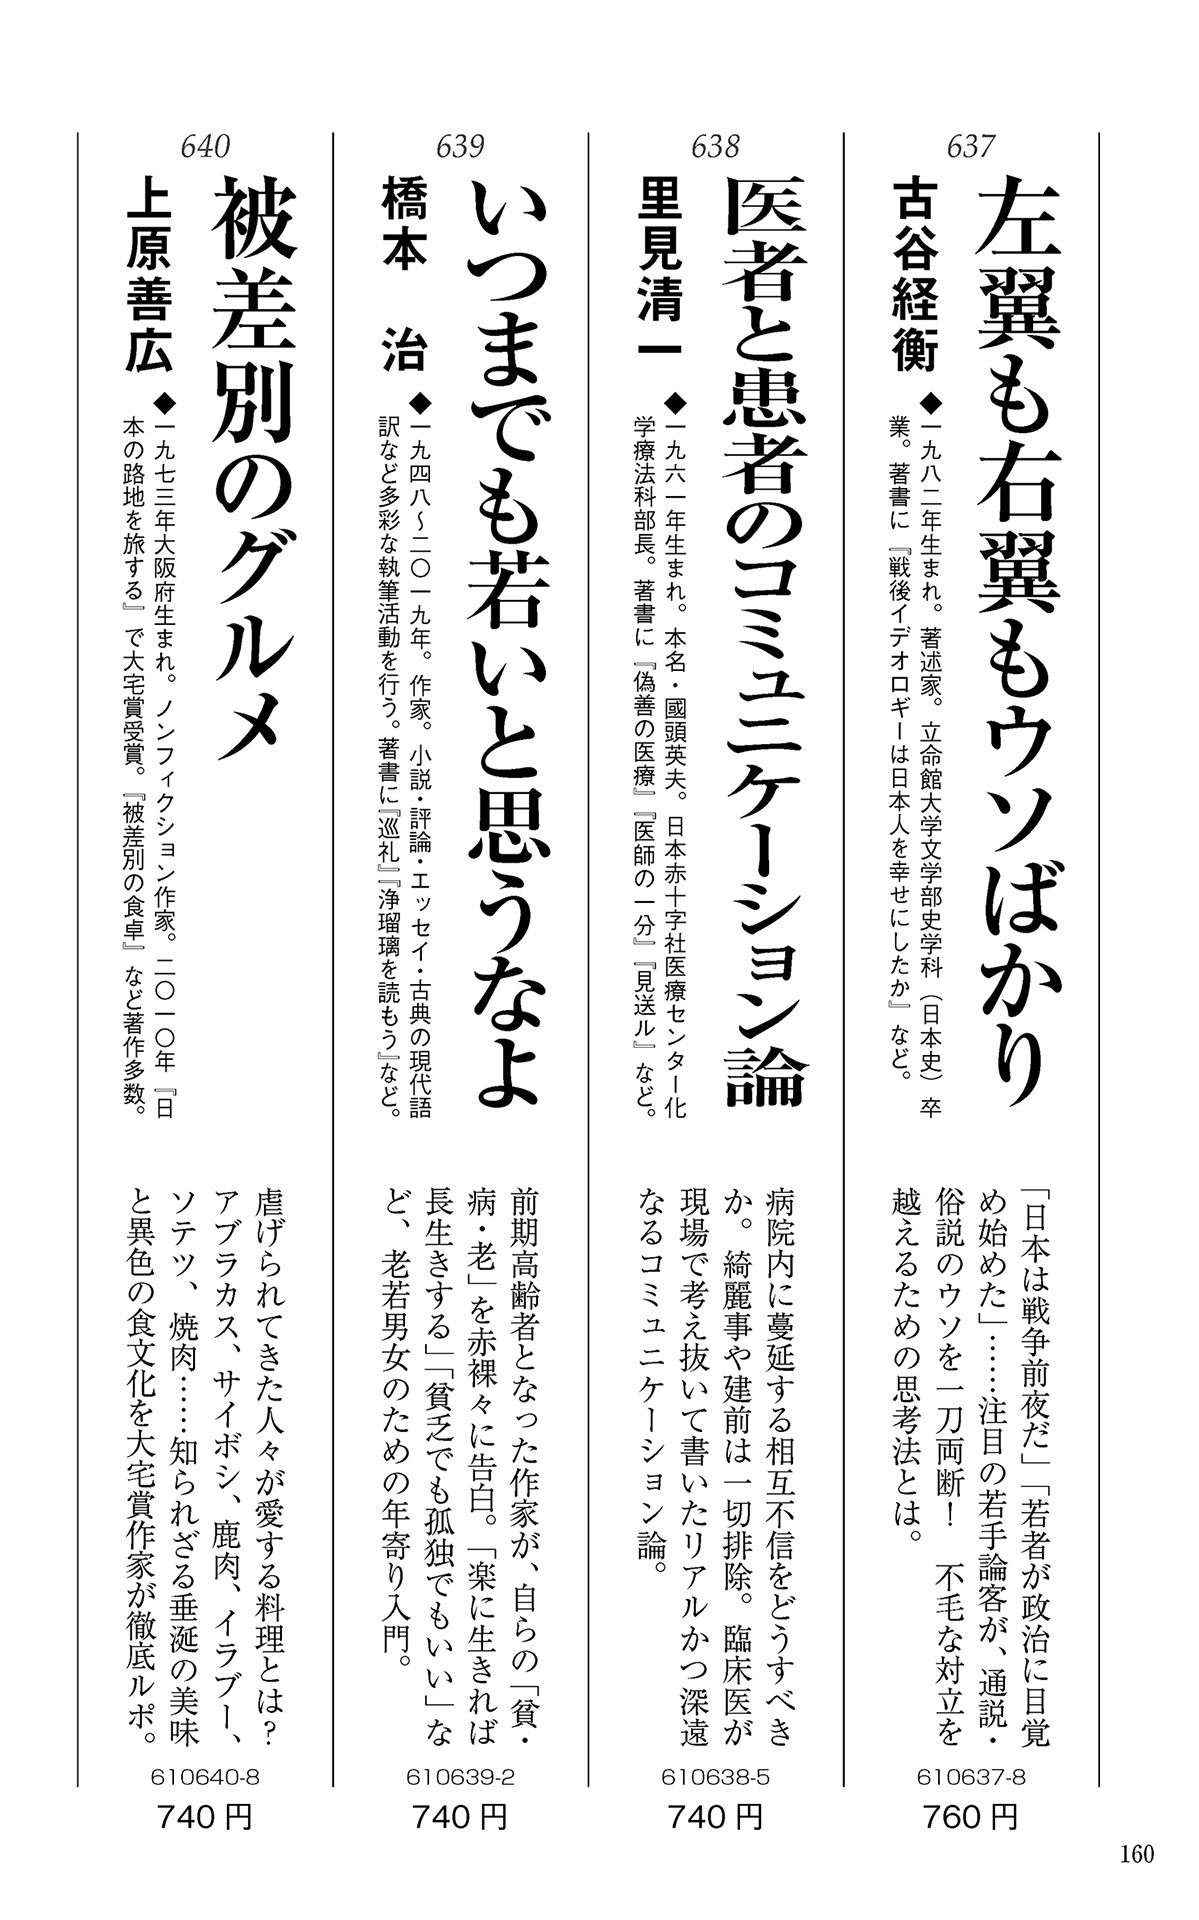 637
左翼も右翼もウソばかり
古谷経衡
◆一九八二年生まれ。著述家。立命館大学文学部史学科(日本史)卒
業。著書に『戦後イデオロギーは日本人を幸せにしたか』など。
「日本は戦争前夜だ」「若者が政治に目覚
め始めた」……注目の若手論客が、通説・
俗説のウソを一刀両断!　不毛な対立を
越えるための思考法とは。
610637-8
760円
638
医者と患者のコミュニケーション論
里見清一
◆一九六一年生まれ。本名・國頭英夫。日本赤十字社医療センター化
学療法科部長。著書に『偽善の医療』『医師の一分』『見送ル』など。
病院内に蔓延する相互不信をどうすべき
か。綺麗事や建前は一切排除。臨床医が
現場で考え抜いて書いたリアルかつ深遠
なるコミュニケーション論。
610638-5
740円
639
いつまでも若いと思うなよ
橋本　治
◆一九四八〜二〇一九年。作家。小説・評論・エッセイ・古典の現代語
訳など多彩な執筆活動を行う。著書に『巡礼』『浄瑠璃を読もう』など。
前期高齢者となった作家が、自らの「貧・
病・老」を赤裸々に告白。「楽に生きれば
長生きする」「貧乏でも孤独でもいい」な
ど、老若男女のための年寄り入門。
610639-2
740円
640
被差別のグルメ
上原善広
◆一九七三年大阪府生まれ。ノンフィクション作家。二〇一〇年『日
本の路地を旅する』で大宅賞受賞。『被差別の食卓』など著作多数。
虐げられてきた人々が愛する料理とは?
アブラカス、サイボシ、鹿肉、イラブー、
ソテツ、焼肉……知られざる垂涎の美味
と異色の食文化を大宅賞作家が徹底ルポ。
610640-8
740円
160